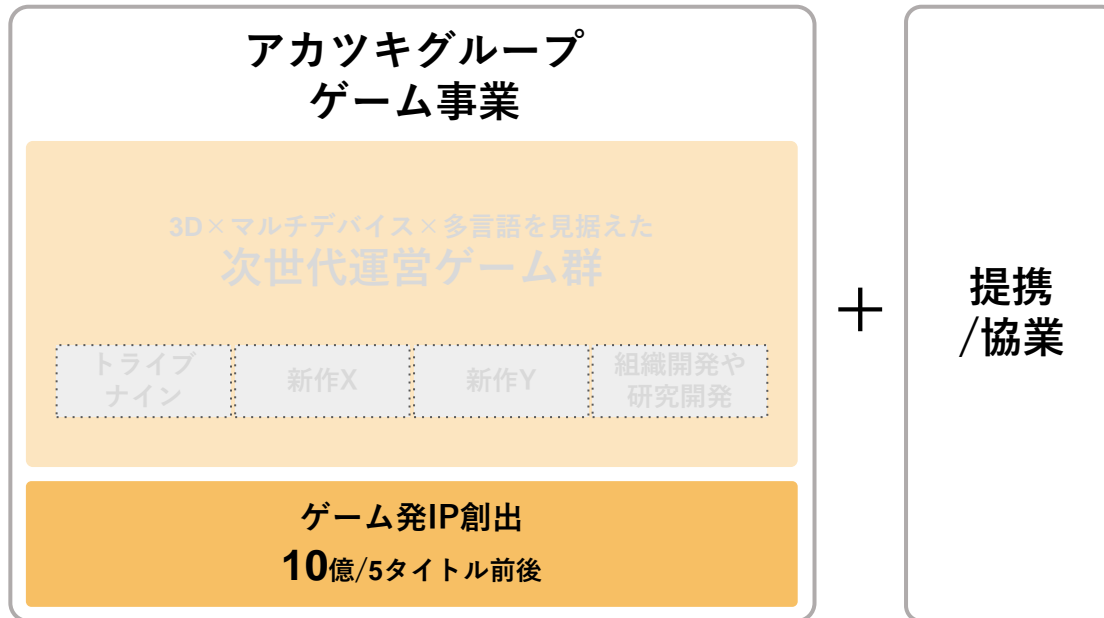 アカツキグループ
ゲーム事業
3D×マルチデバイス×多言語を見据えた
次世代運営ゲーム群
トライブ
ナイン
新作X
新作Y
組織開発や
研究開発
ゲーム発IP創出
10億/5タイトル前後
＋
提携
/協業